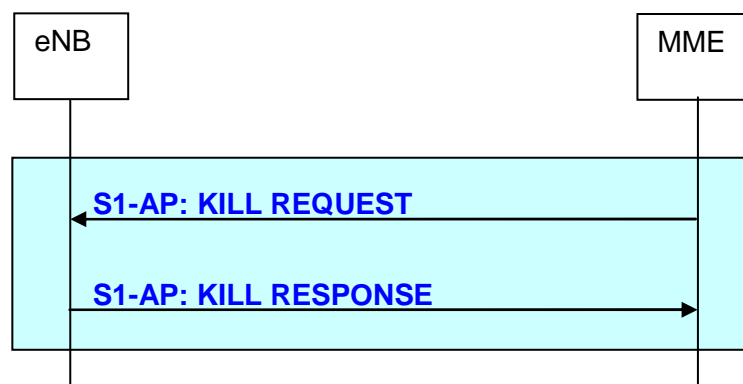 eNB
MME
S1-AP: KILL REQUEST
S1-AP: KILL RESPONSE